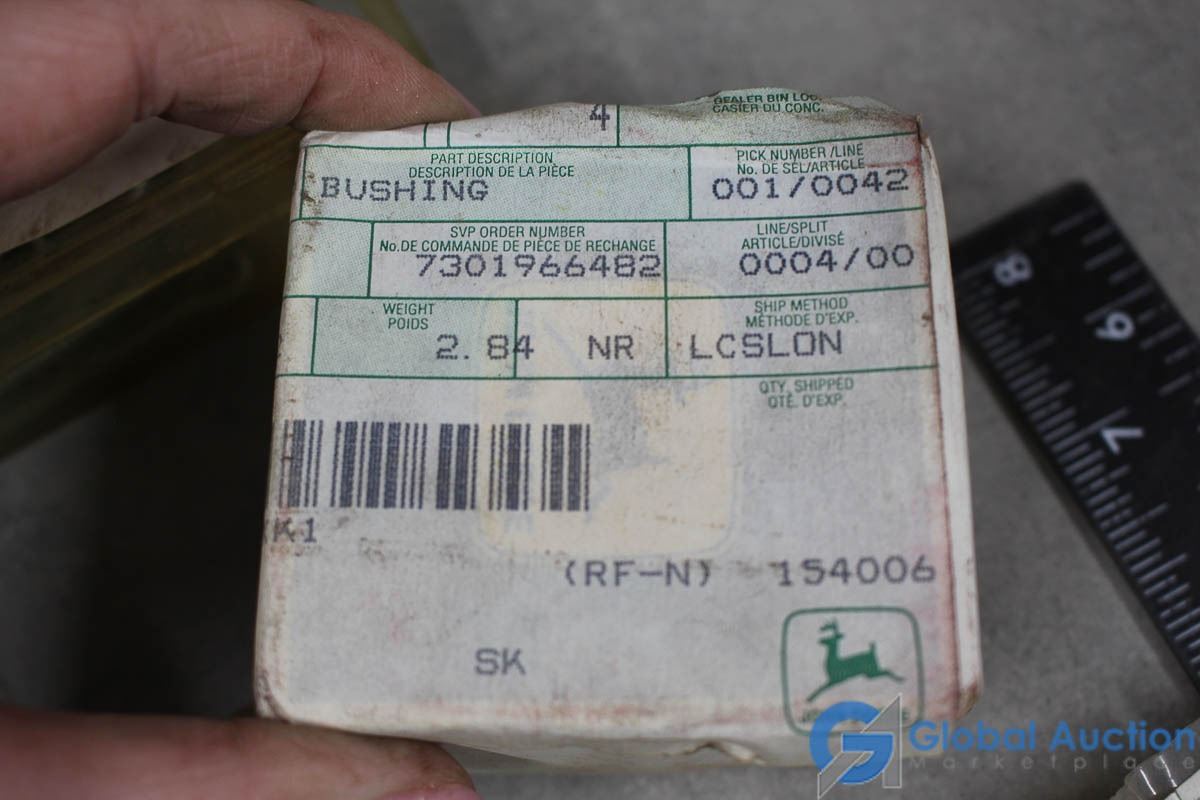 4
DEALER BIN LOC.
CASIER DU CONC.
PART DESCRIPTION
DESCRIPTION DE LA PIÈCE
BUSHING
PICK NUMBER /LINE
No. DE SÉL/ARTICLE
001/0042
SVP ORDER NUMBER
No.DE COMMANDE DE PIÈCE DE RECHANGE
7301966482
LINE/SPLIT
ARTICLE/DIVISÉ
0004/00
WEIGHT
POIDS
2.84
NR
SHIP METHOD
MÉTHODE D'EXP.
LCSLON
QTY. SHIPPED
QTÉ. D'EXP.
K1
(RF-N) 154006
SK
8
6
7
Global Auction
Marketplace